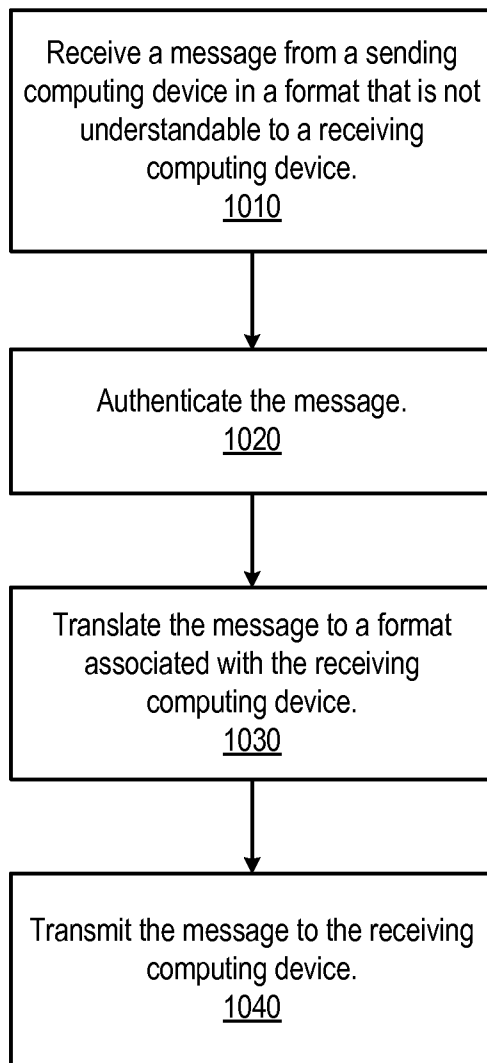 Receive a message from a sending
computing device in a format that is not
understandable to a receiving
computing device.
1010
Authenticate the message.
1020
Translate the message to a format
associated with the receiving
computing device.
1030
Transmit the message to the receiving
computing device.
1040